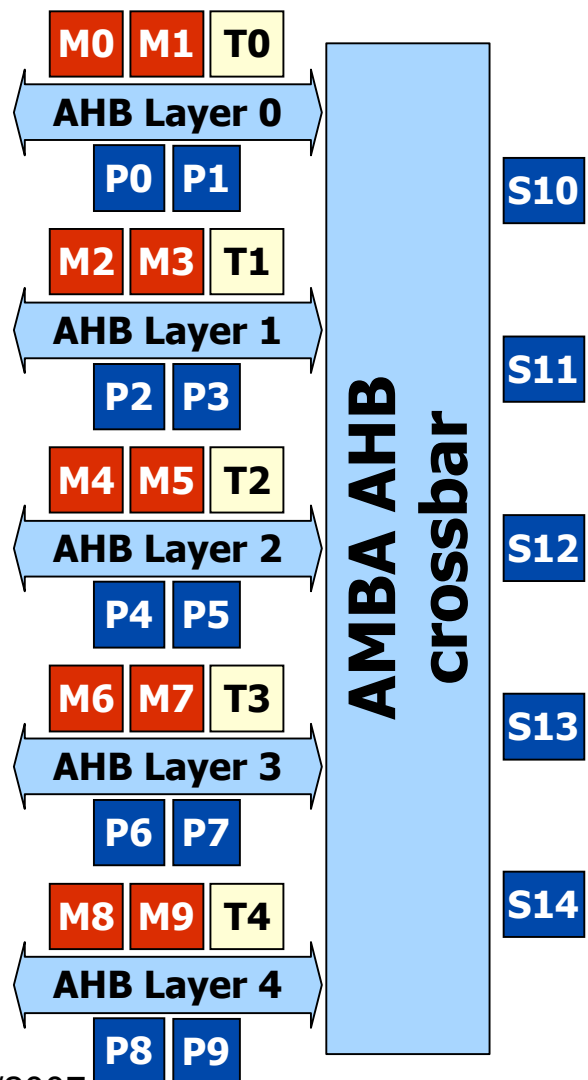 M0 M1 T0
AHB Layer 0
P0 P1
M2 M3 T1
AHB Layer 1
P2 P3
M4 M5 T2
AHB Layer 2
P4 P5
M6 M7 T3
AHB Layer 3
P6 P7
M8 M9 T4
AHB Layer 4
P8 P9
AMBA AHB
crossbar
S10
S11
S12
S13
S14